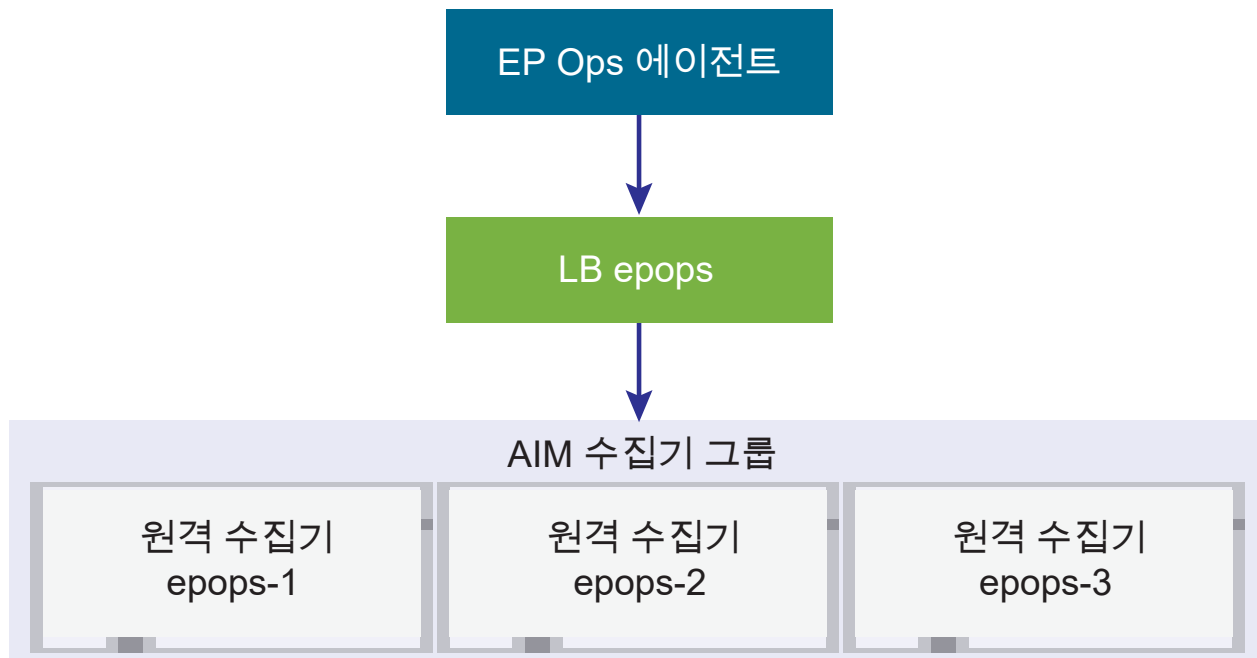 EP Ops 에이전트
LB epops
AIM 수집기 그룹
원격 수집기
epops-1
원격 수집기
epops-2
원격 수집기
epops-3